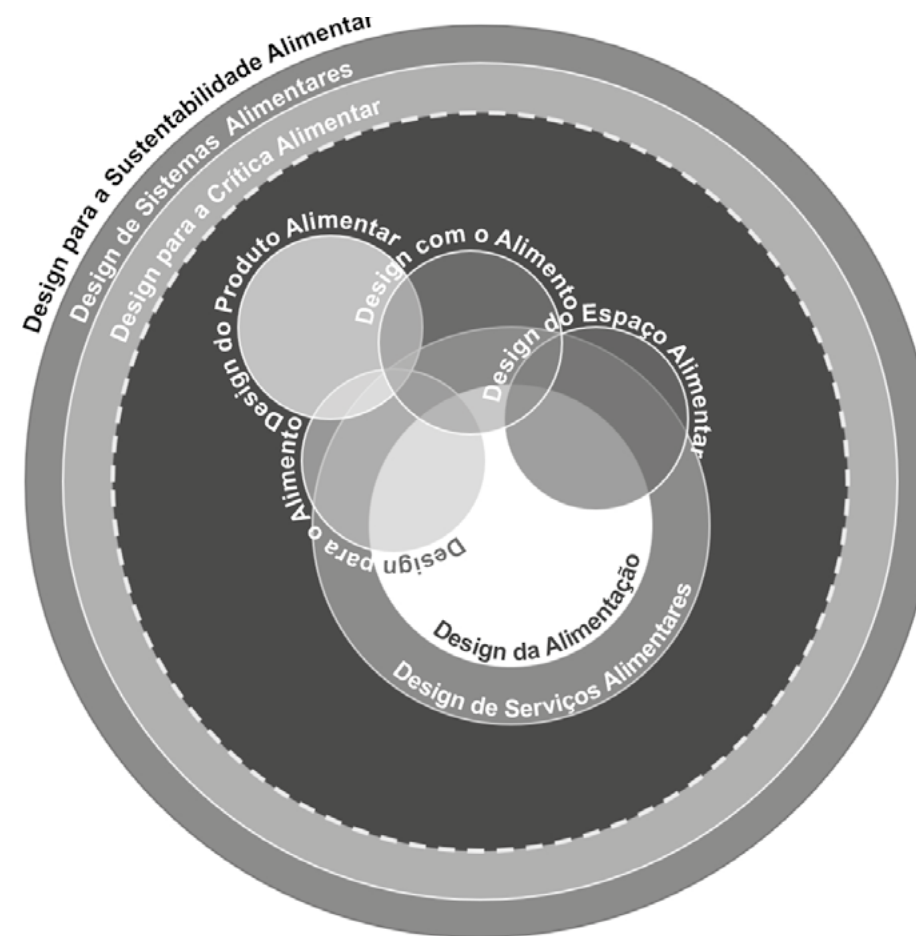 Design para a Sustentabilidade Alimentar
Design de Sistemas Alimentares
Design para a Crítica Alimentar
Design do Produto Alimentar
Design com o Alimento
Design do Espaço Alimentar
Design para o Alimento
Design da Alimentação
Design de Serviços Alimentares